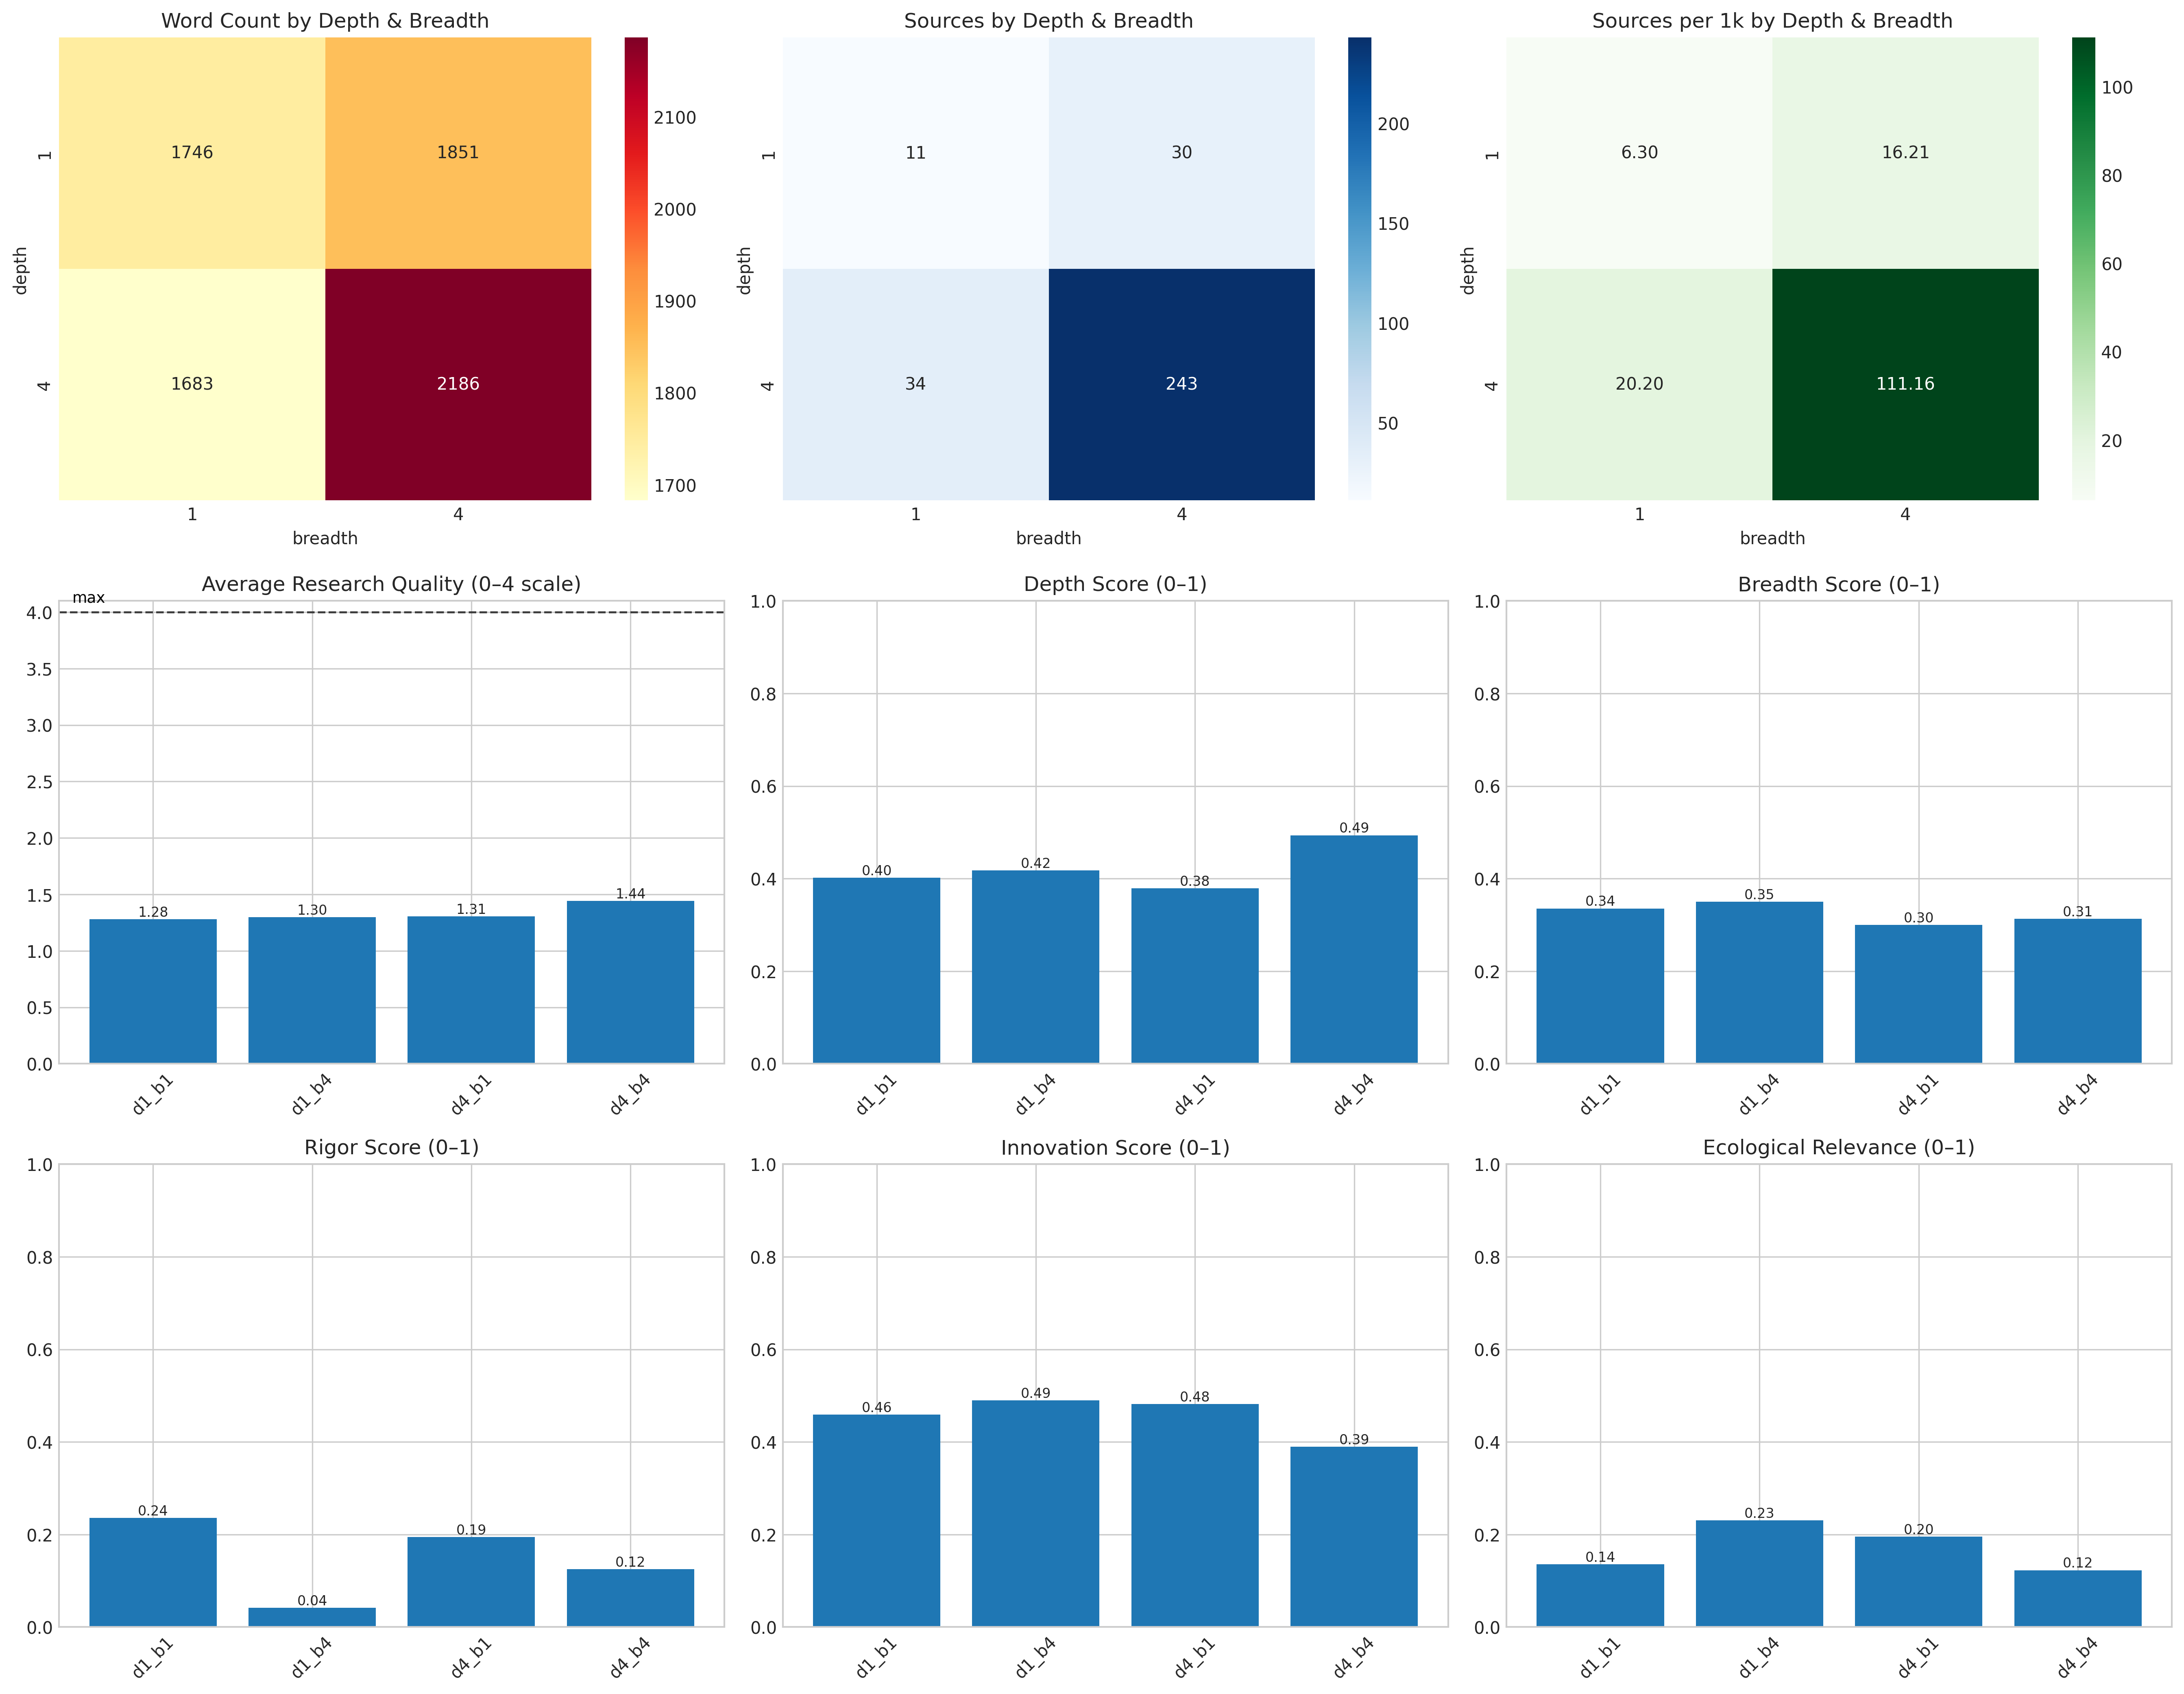 Word Count by Depth & Breadth
1746 1851
1683 2186
1
4
depth
1 4
breadth
2100
2000
1900
1800
1700
Sources by Depth & Breadth
11 30
34 243
1
4
depth
1 4
breadth
200
150
100
50
Sources per 1k by Depth & Breadth
6.30 16.21
20.20 111.16
1
4
depth
1 4
breadth
100
80
60
40
20
Average Research Quality (0–4 scale)
max
4.0
3.5
3.0
2.5
2.0
1.5
1.0
0.5
0.0
1.28 1.30 1.31 1.44
d1_b1 d1_b4 d4_b1 d4_b4
Depth Score (0–1)
1.0
0.8
0.6
0.4
0.2
0.0
0.40 0.42 0.38 0.49
d1_b1 d1_b4 d4_b1 d4_b4
Breadth Score (0–1)
1.0
0.8
0.6
0.4
0.2
0.0
0.34 0.35 0.30 0.31
d1_b1 d1_b4 d4_b1 d4_b4
Rigor Score (0–1)
1.0
0.8
0.6
0.4
0.2
0.0
0.24 0.04 0.19 0.12
d1_b1 d1_b4 d4_b1 d4_b4
Innovation Score (0–1)
1.0
0.8
0.6
0.4
0.2
0.0
0.46 0.49 0.48 0.39
d1_b1 d1_b4 d4_b1 d4_b4
Ecological Relevance (0–1)
1.0
0.8
0.6
0.4
0.2
0.0
0.14 0.23 0.20 0.12
d1_b1 d1_b4 d4_b1 d4_b4